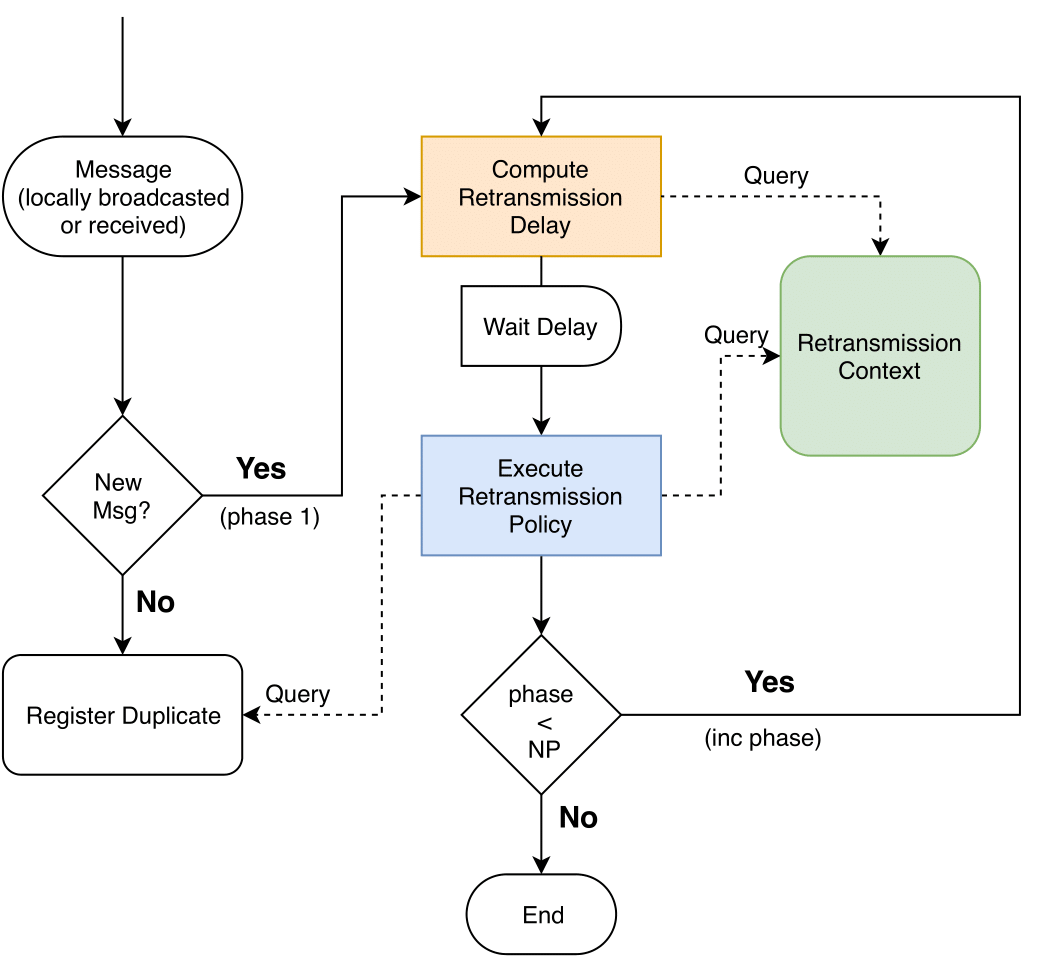 Message
(locally broadcasted
or received)
New
Msg?
Yes
(phase 1)
No
Register Duplicate
Compute
Retransmission
Delay
Query
Wait Delay
Query
Retransmission
Context
Execute
Retransmission
Policy
Query
phase
<
NP
Yes
(inc phase)
No
End